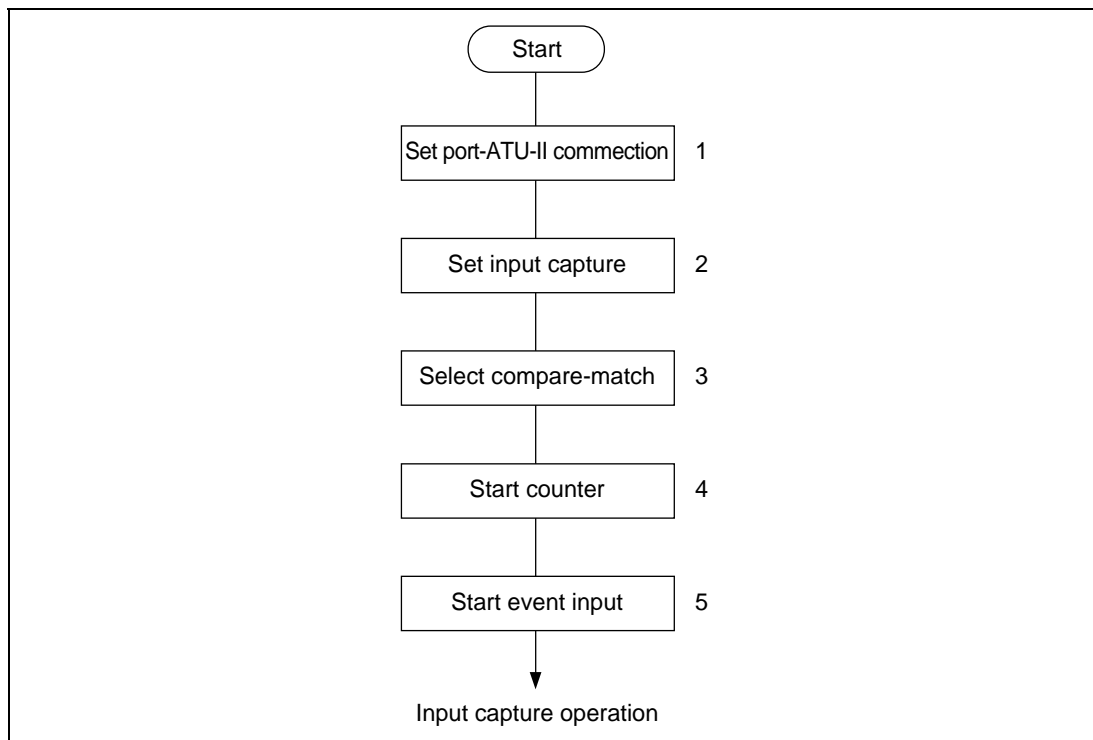 Start
Set port-ATU-II commection 1
Set input capture 2
Select compare-match 3
Start counter 4
Start event input 5
Input capture operation